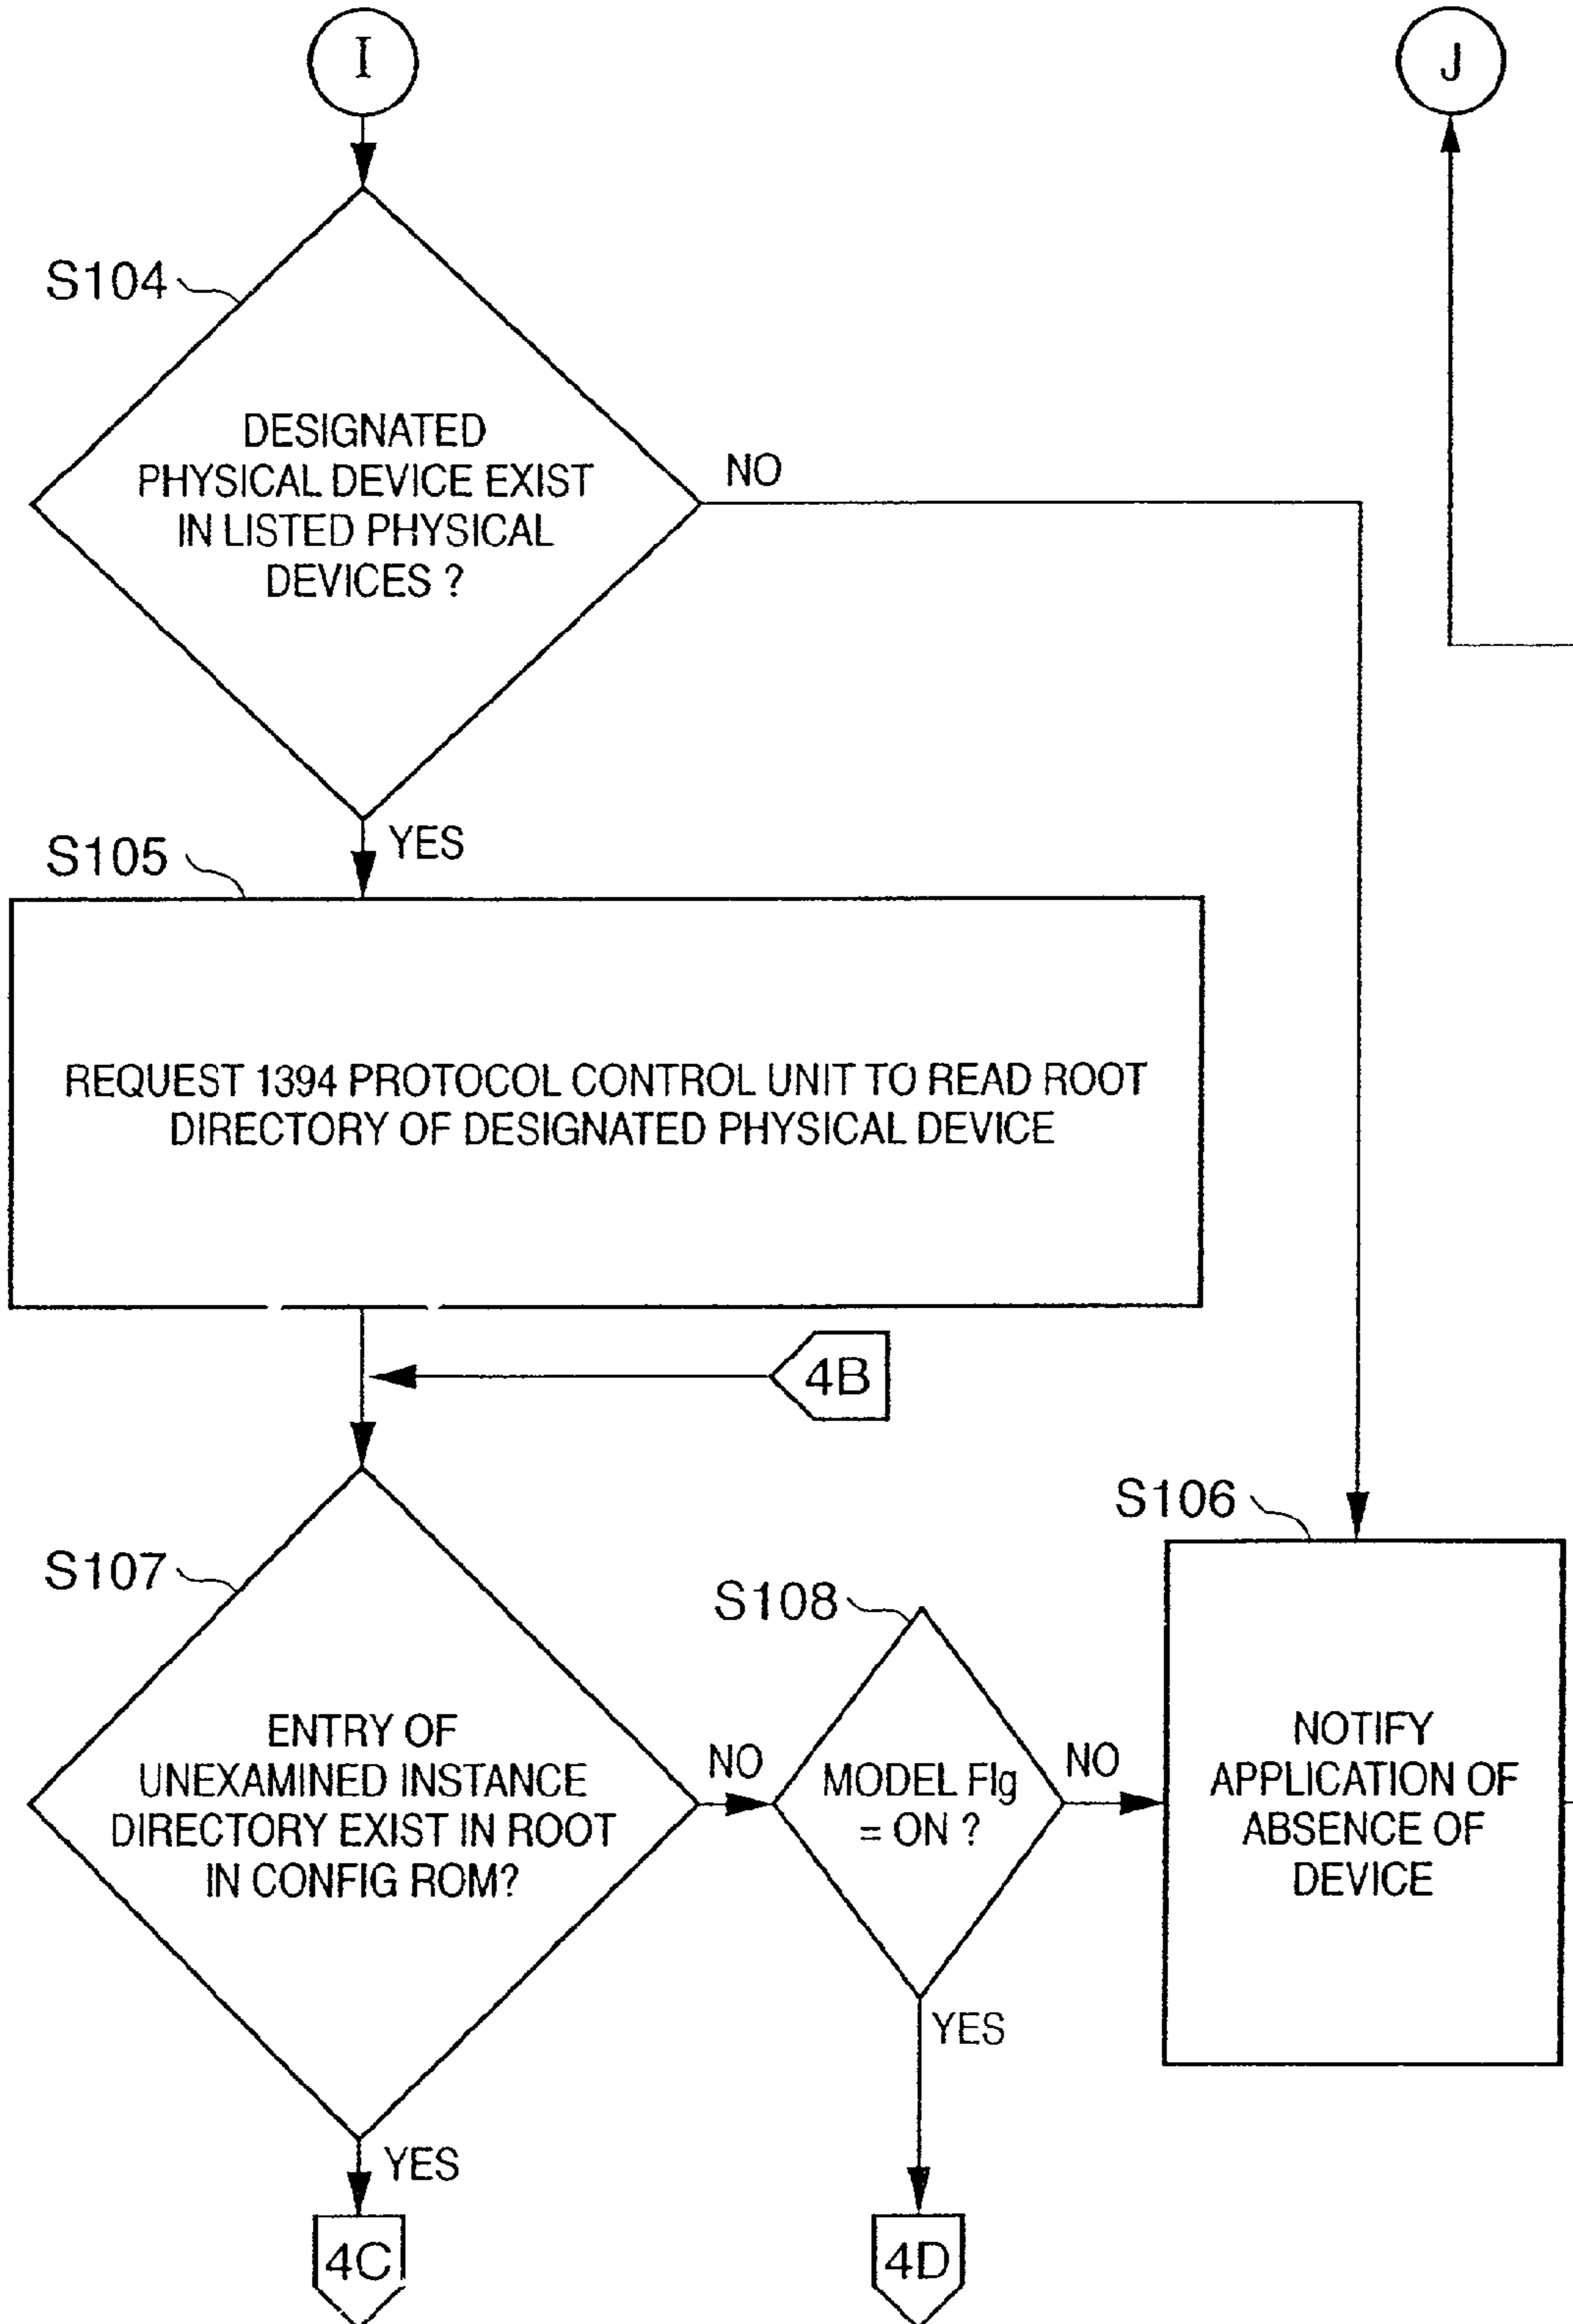 I
J
S104
DESIGNATED
PHYSICAL DEVICE EXIST
IN LISTED PHYSICAL
DEVICES ?
NO
YES
S105
REQUEST 1394 PROTOCOL CONTROL UNIT TO READ ROOT
DIRECTORY OF DESIGNATED PHYSICAL DEVICE
4B
S106
S107
S108
ENTRY OF
UNEXAMINED INSTANCE
DIRECTORY EXIST IN ROOT
IN CONFIG ROM?
NO
MODEL Flg
= ON ?
NO
NOTIFY
APPLICATION OF
ABSENCE OF
DEVICE
YES
YES
4C
4D